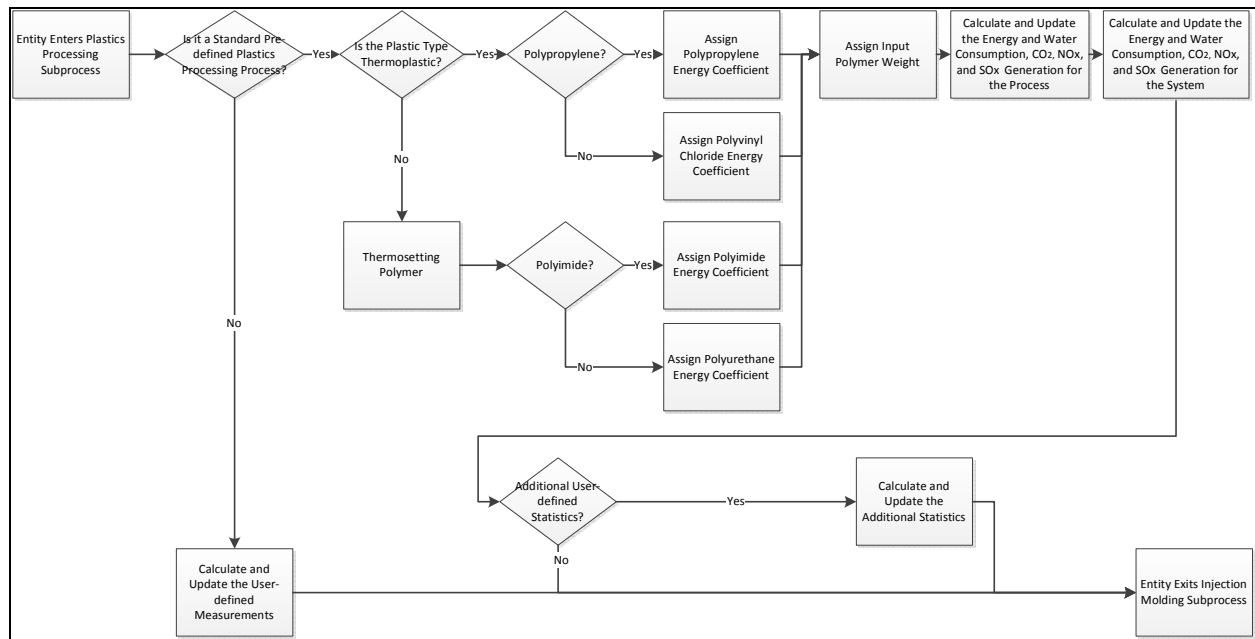 Entity Enters Plastics
Processing
Subprocess
Is it a Standard Pre-
defined Plastics
Processing Process?
Yes
Is the Plastic Type
Thermoplastic?
Yes
Polypropylene?
Yes
Assign
Polypropylene
Energy Coefficient
Assign Input
Polymer Weight
Calculate and Update
the Energy and Water
Consumption, CO₂, NOx,
and SOx Generation for
the Process
Calculate and Update the
Energy and Water
Consumption, CO₂, NOx,
and SOx Generation for
the System
No
Assign Polyvinyl
Chloride Energy
Coefficient
No
Thermosetting
Polymer
Polyimide?
Yes
Assign Polyimide
Energy Coefficient
No
Assign Polyurethane
Energy Coefficient
No
Additional User-
defined
Statistics?
Yes
Calculate and
Update the
Additional Statistics
No
Calculate and
Update the User-
defined
Measurements
Entity Exits Injection
Molding Subprocess